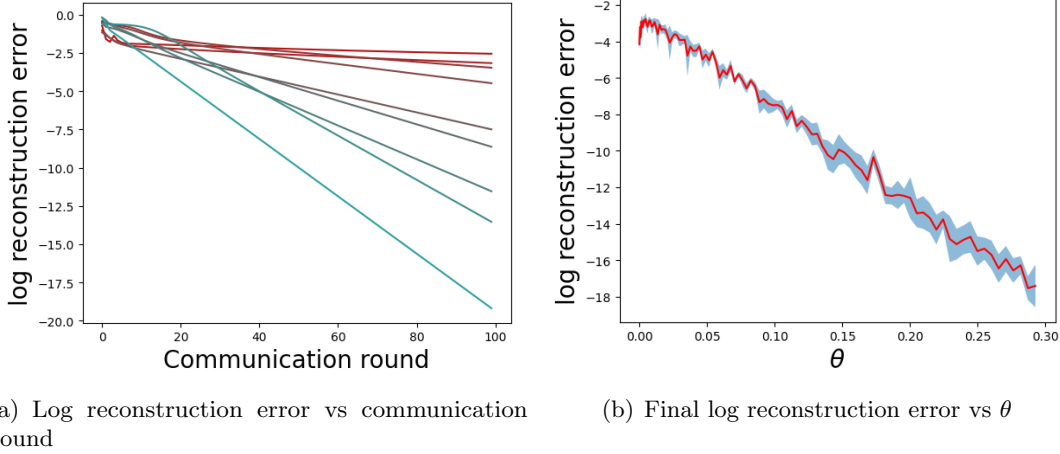 0.0
−2.5
−5.0
−7.5
−10.0
−12.5
−15.0
−17.5
−20.0
log reconstruction error
0 20 40 60 80 100
Communication round
−2
−4
−6
−8
−10
−12
−14
−16
−18
log reconstruction error
0.00 0.05 0.10 0.15 0.20 0.25 0.30
θ
a) Log reconstruction error vs communication
ound
(b) Final log reconstruction error vs θ